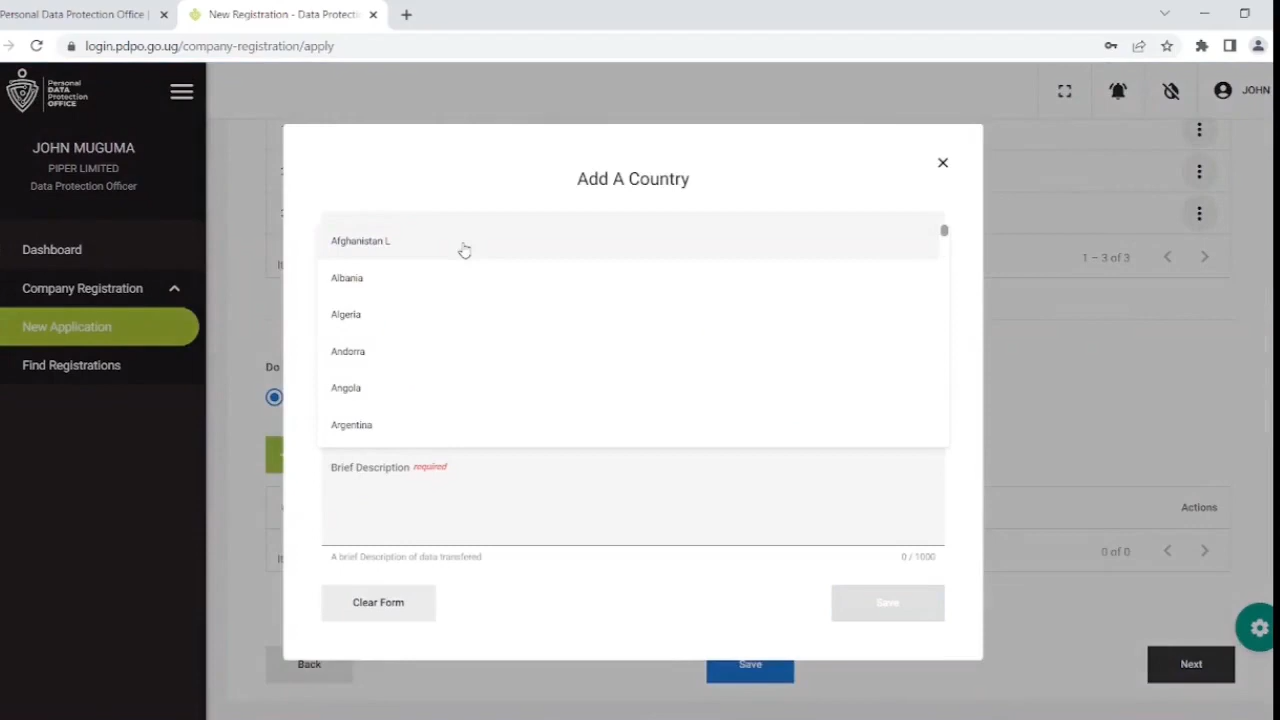 Personal Data Protection Office |
New Registration - Data Protectio
login.pdpo.go.ug/company-registration/apply
Personal
DATA
Protection
OFFICE
JOHN
JOHN MUGUMA
PIPER LIMITED
Data Protection Officer
Dashboard
Company Registration
New Application
Find Registrations
Add A Country
Afghanistan L
Albania
Algeria
Andorra
Angola
Argentina
1 – 3 of 3
Do
Brief Description required
A brief Description of data transfered
0 / 1000
Clear Form
Save
Actions
0 of 0
Back
Save
Next